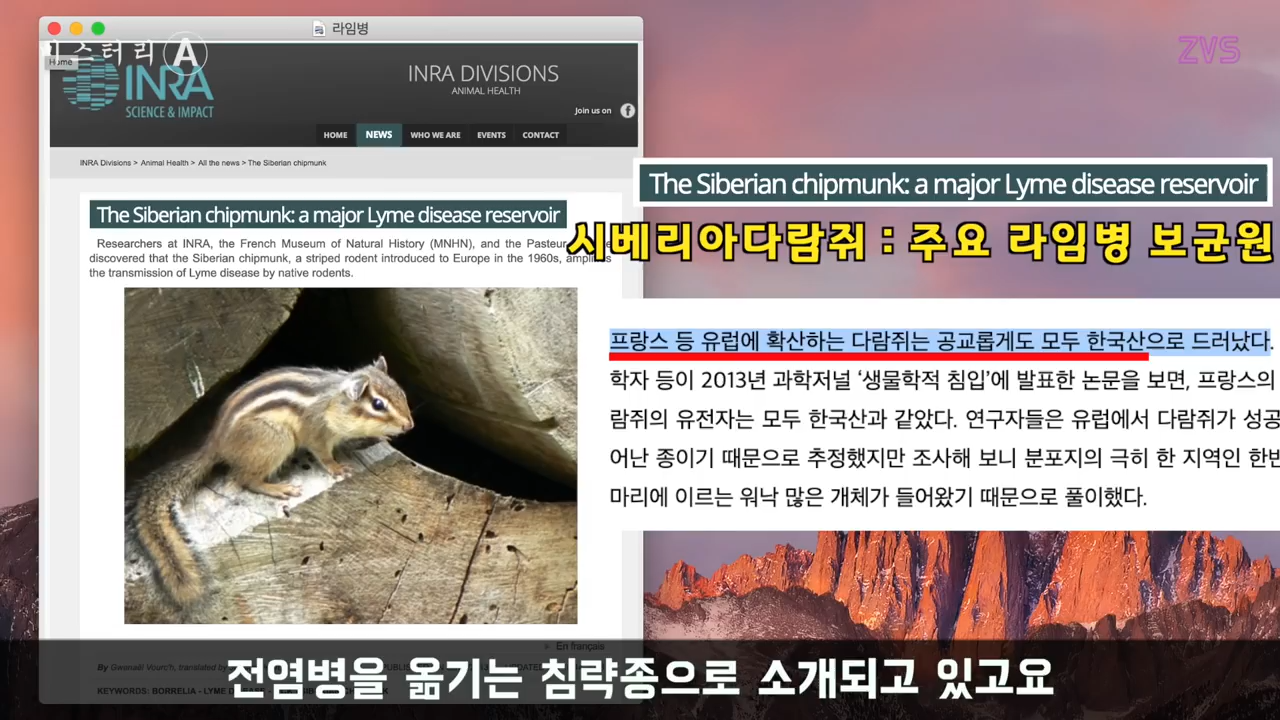 라임병
미스터리 A
ZVS
Home
INRA
SCIENCE & IMPACT
INRA DIVISIONS
ANIMAL HEALTH
Join us on f
HOME NEWS WHO WE ARE EVENTS CONTACT
INRA Divisions > Animal Health > All the news > The Siberian chipmunk
The Siberian chipmunk: a major Lyme disease reservoir
Researchers at INRA, the French Museum of Natural History (MNHN), and the Pasteur
discovered that the Siberian chipmunk, a striped rodent introduced to Europe in the 1960s, amplifies
the transmission of Lyme disease by native rodents.
The Siberian chipmunk: a major Lyme disease reservoir
시베리아다람쥐 : 주요 라임병 보균원
프랑스 등 유럽에 확산하는 다람쥐는 공교롭게도 모두 한국산으로 드러났다.
학자 등이 2013년 과학저널 ‘생물학적 침입’에 발표한 논문을 보면, 프랑스의
람쥐의 유전자는 모두 한국산과 같았다. 연구자들은 유럽에서 다람쥐가 성공
어난 종이기 때문으로 추정했지만 조사해 보니 분포지의 극히 한 지역인 한반
마리에 이르는 워낙 많은 개체가 들어왔기 때문으로 풀이했다.
» En français
By Gwenaël Vourc'h, translated by
KEYWORDS: BORRELIA - LYME
전염병을 옮기는 침략종으로 소개되고 있고요